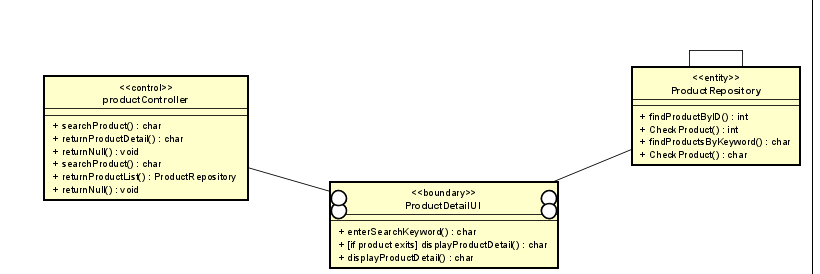 <<control>>
productController
+ searchProduct() : char
+ returnProductDetail() : char
+ returnNull() : void
+ searchProduct() : char
+ returnProductList() : ProductRepository
+ returnNull() : void
<<boundary>>
ProductDetailUI
+ enterSearchKeyword() : char
+ [if product exits] displayProductDetail() : char
+ displayProductDetail() : char
<<entity>>
ProductRepository
+ findProductByID() : int
+ CheckProduct() : int
+ findProductsByKeyword() : char
+ CheckProduct() : char